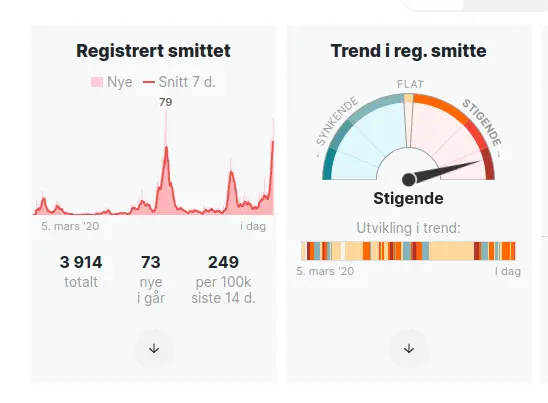 Registrert smittet
Nye Snitt 7 d.
79
5. mars '20 i dag
3 914 73 249
totalt nye per 100k
i går siste 14 d.
Trend i reg. smitte
FLAT
← SYNKENDE STIGENDE →
Stigende
Utvikling i trend:
5. mars '20 I dag